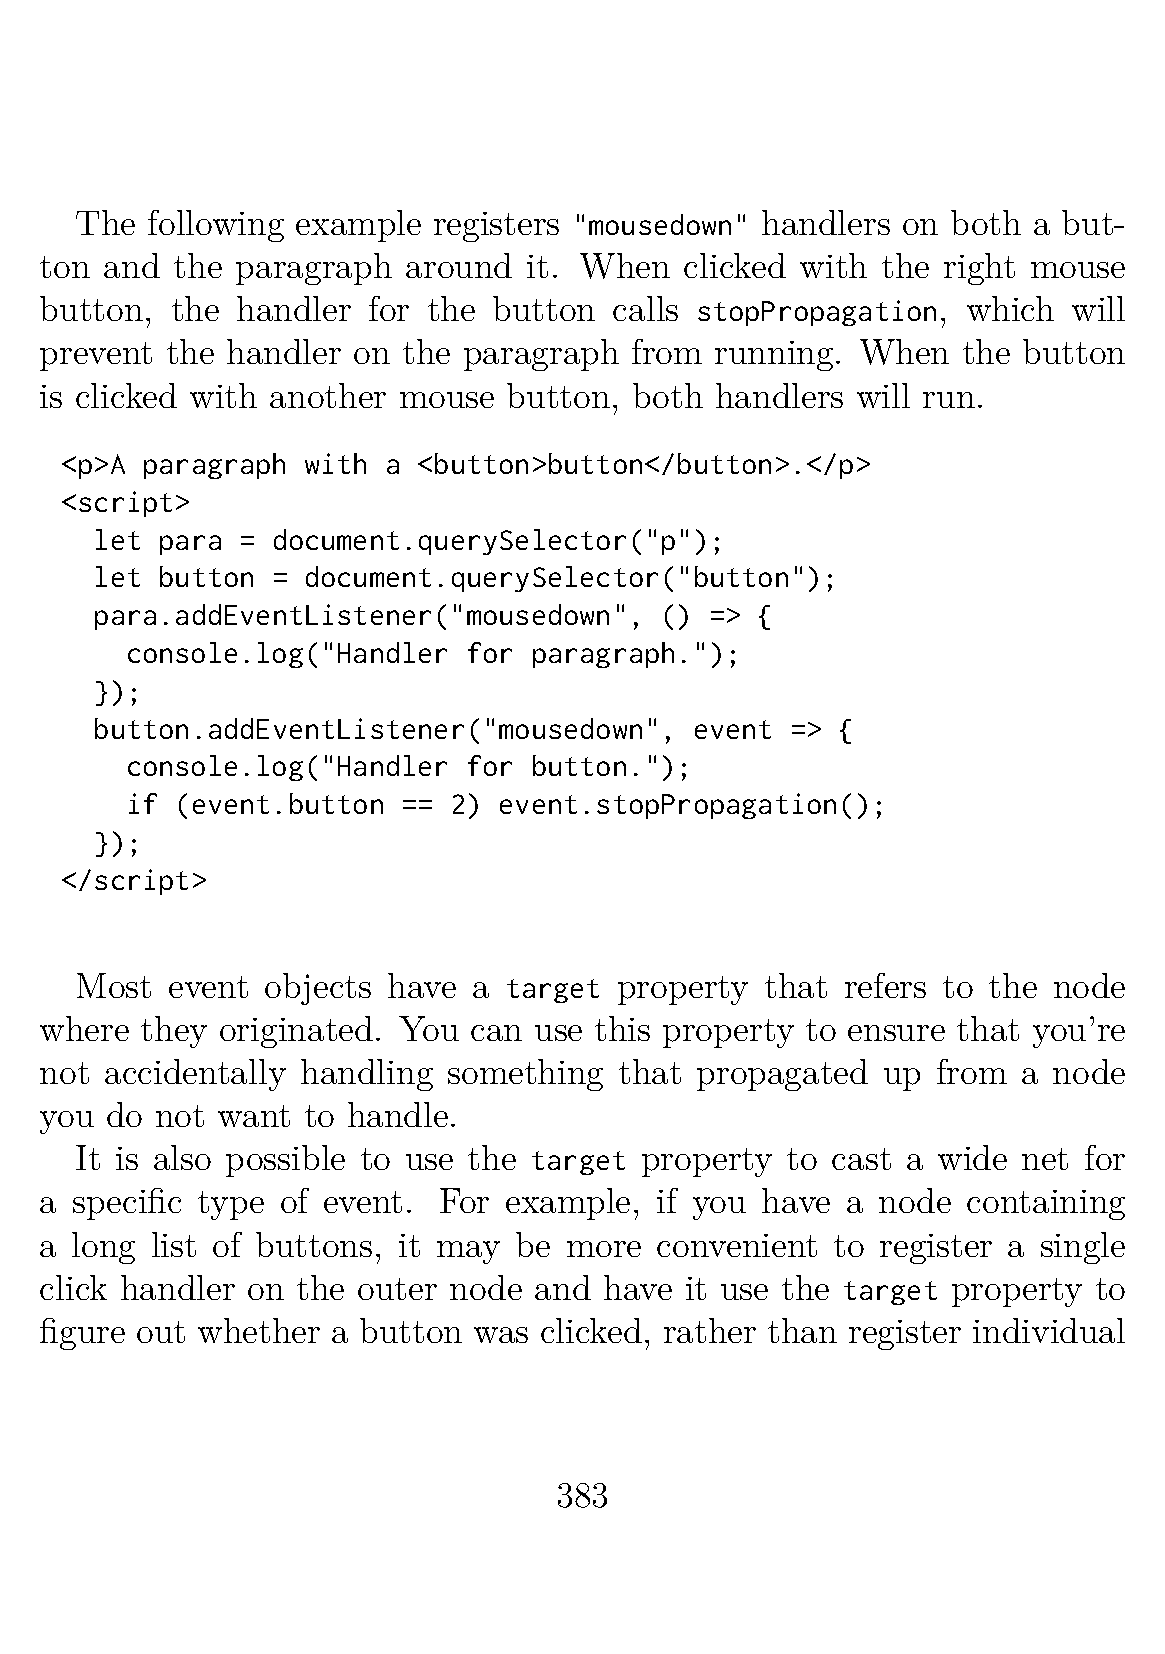 The following example registers "mousedown" handlers on both a but-
ton and the paragraph around it. When clicked with the right mouse
button, the handler for the button calls stopPropagation, which will
prevent the handler on the paragraph from running. When the button
is clicked with another mouse button, both handlers will run.
<p>A paragraph with a <button>button</button>.</p>
<script>
  let para = document.querySelector("p");
  let button = document.querySelector("button");
  para.addEventListener("mousedown", () => {
    console.log("Handler for paragraph.");
  });
  button.addEventListener("mousedown", event => {
    console.log("Handler for button.");
    if (event.button == 2) event.stopPropagation();
  });
</script>
Most event objects have a target property that refers to the node
where they originated. You can use this property to ensure that you're
not accidentally handling something that propagated up from a node
you do not want to handle.
It is also possible to use the target property to cast a wide net for
a specific type of event. For example, if you have a node containing
a long list of buttons, it may be more convenient to register a single
click handler on the outer node and have it use the target property to
figure out whether a button was clicked, rather than register individual
383